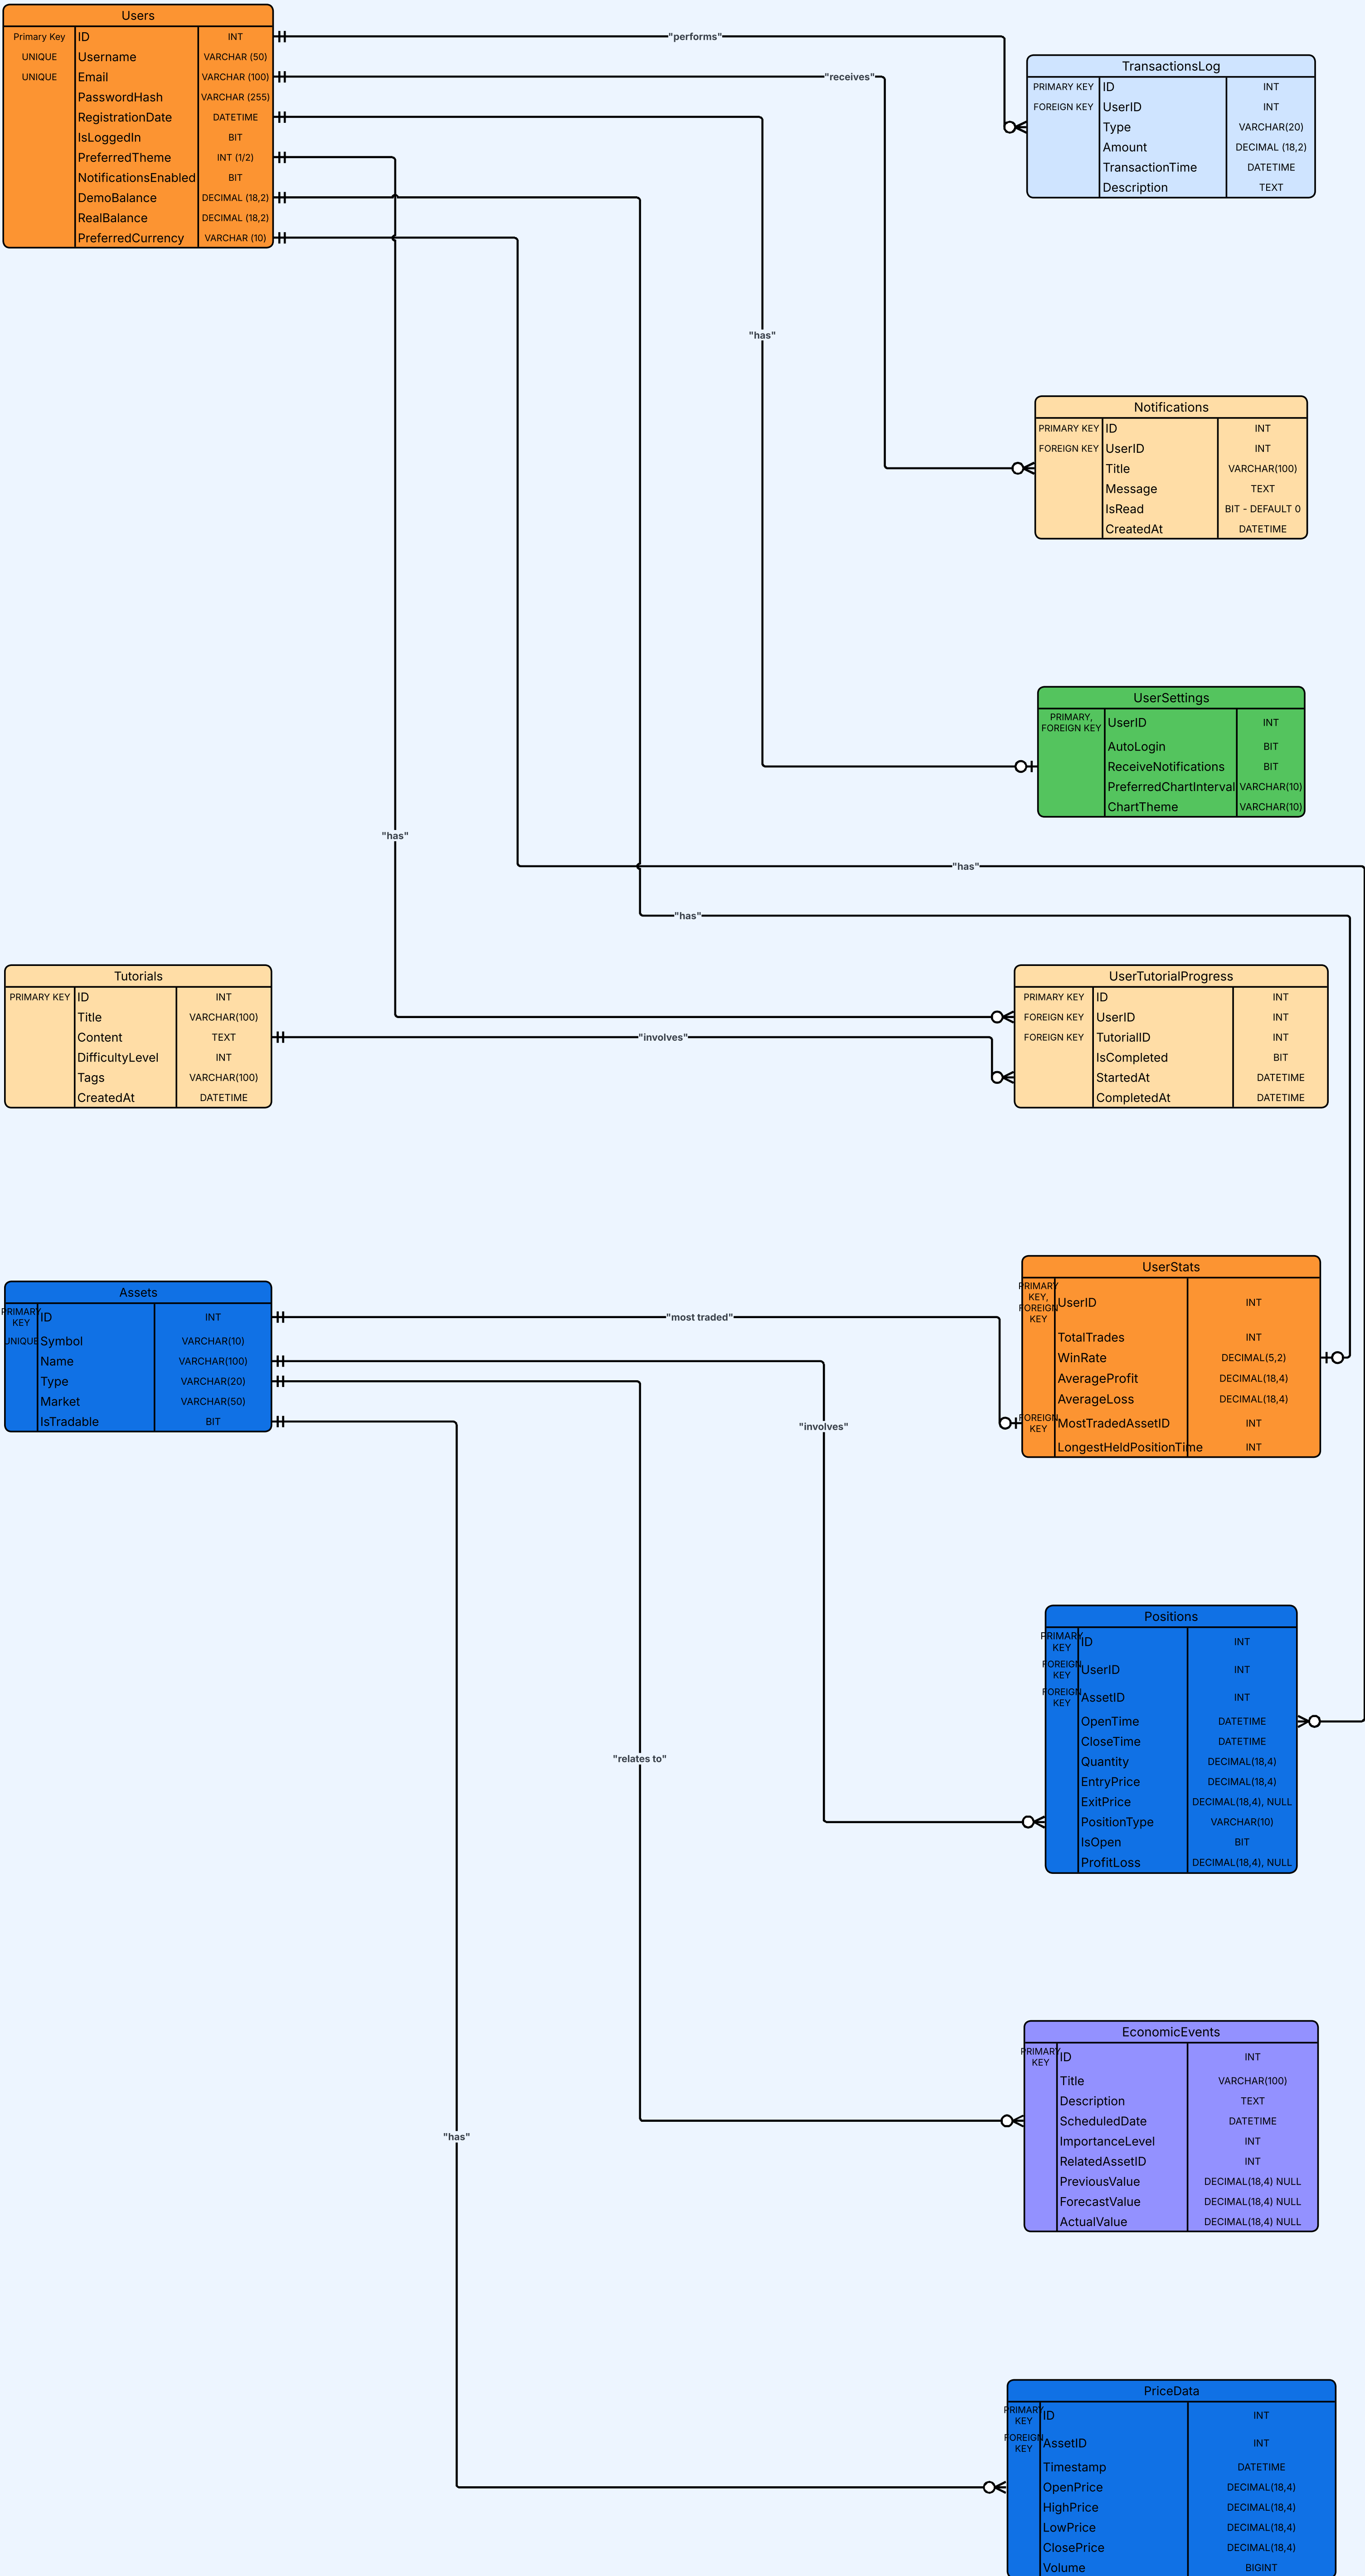 Users
Primary Key ID INT
UNIQUE Username VARCHAR (50)
UNIQUE Email VARCHAR (100)
PasswordHash VARCHAR (255)
RegistrationDate DATETIME
IsLoggedIn BIT
PreferredTheme INT (1/2)
NotificationsEnabled BIT
DemoBalance DECIMAL (18,2)
RealBalance DECIMAL (18,2)
PreferredCurrency VARCHAR (10)
"performs"
"receives"
TransactionsLog
PRIMARY KEY ID INT
FOREIGN KEY UserID INT
Type VARCHAR(20)
Amount DECIMAL (18,2)
TransactionTime DATETIME
Description TEXT
"has"
Notifications
PRIMARY KEY ID INT
FOREIGN KEY UserID INT
Title VARCHAR(100)
Message TEXT
IsRead BIT - DEFAULT 0
CreatedAt DATETIME
UserSettings
PRIMARY,
FOREIGN KEY UserID INT
AutoLogin BIT
ReceiveNotifications BIT
PreferredChartInterval VARCHAR(10)
ChartTheme VARCHAR(10)
"has"
"has"
"has"
Tutorials
PRIMARY KEY ID INT
Title VARCHAR(100)
Content TEXT
DifficultyLevel INT
Tags VARCHAR(100)
CreatedAt DATETIME
"involves"
UserTutorialProgress
PRIMARY KEY ID INT
FOREIGN KEY UserID INT
FOREIGN KEY TutorialID INT
IsCompleted BIT
StartedAt DATETIME
CompletedAt DATETIME
Assets
PRIMARY
KEY ID INT
UNIQUE Symbol VARCHAR(10)
Name VARCHAR(100)
Type VARCHAR(20)
Market VARCHAR(50)
IsTradable BIT
"most traded"
"involves"
UserStats
PRIMARY
KEY,
FOREIGN
KEY UserID INT
TotalTrades INT
WinRate DECIMAL(5,2)
AverageProfit DECIMAL(18,4)
AverageLoss DECIMAL(18,4)
FOREIGN
KEY MostTradedAssetID INT
LongestHeldPositionTime INT
Positions
PRIMARY
KEY ID INT
FOREIGN
KEY UserID INT
FOREIGN
KEY AssetID INT
OpenTime DATETIME
CloseTime DATETIME
Quantity DECIMAL(18,4)
EntryPrice DECIMAL(18,4)
ExitPrice DECIMAL(18,4), NULL
PositionType VARCHAR(10)
IsOpen BIT
ProfitLoss DECIMAL(18,4), NULL
"relates to"
EconomicEvents
PRIMARY
KEY ID INT
Title VARCHAR(100)
Description TEXT
ScheduledDate DATETIME
ImportanceLevel INT
RelatedAssetID INT
PreviousValue DECIMAL(18,4) NULL
ForecastValue DECIMAL(18,4) NULL
ActualValue DECIMAL(18,4) NULL
"has"
PriceData
PRIMARY
KEY ID INT
FOREIGN
KEY AssetID INT
Timestamp DATETIME
OpenPrice DECIMAL(18,4)
HighPrice DECIMAL(18,4)
LowPrice DECIMAL(18,4)
ClosePrice DECIMAL(18,4)
Volume BIGINT